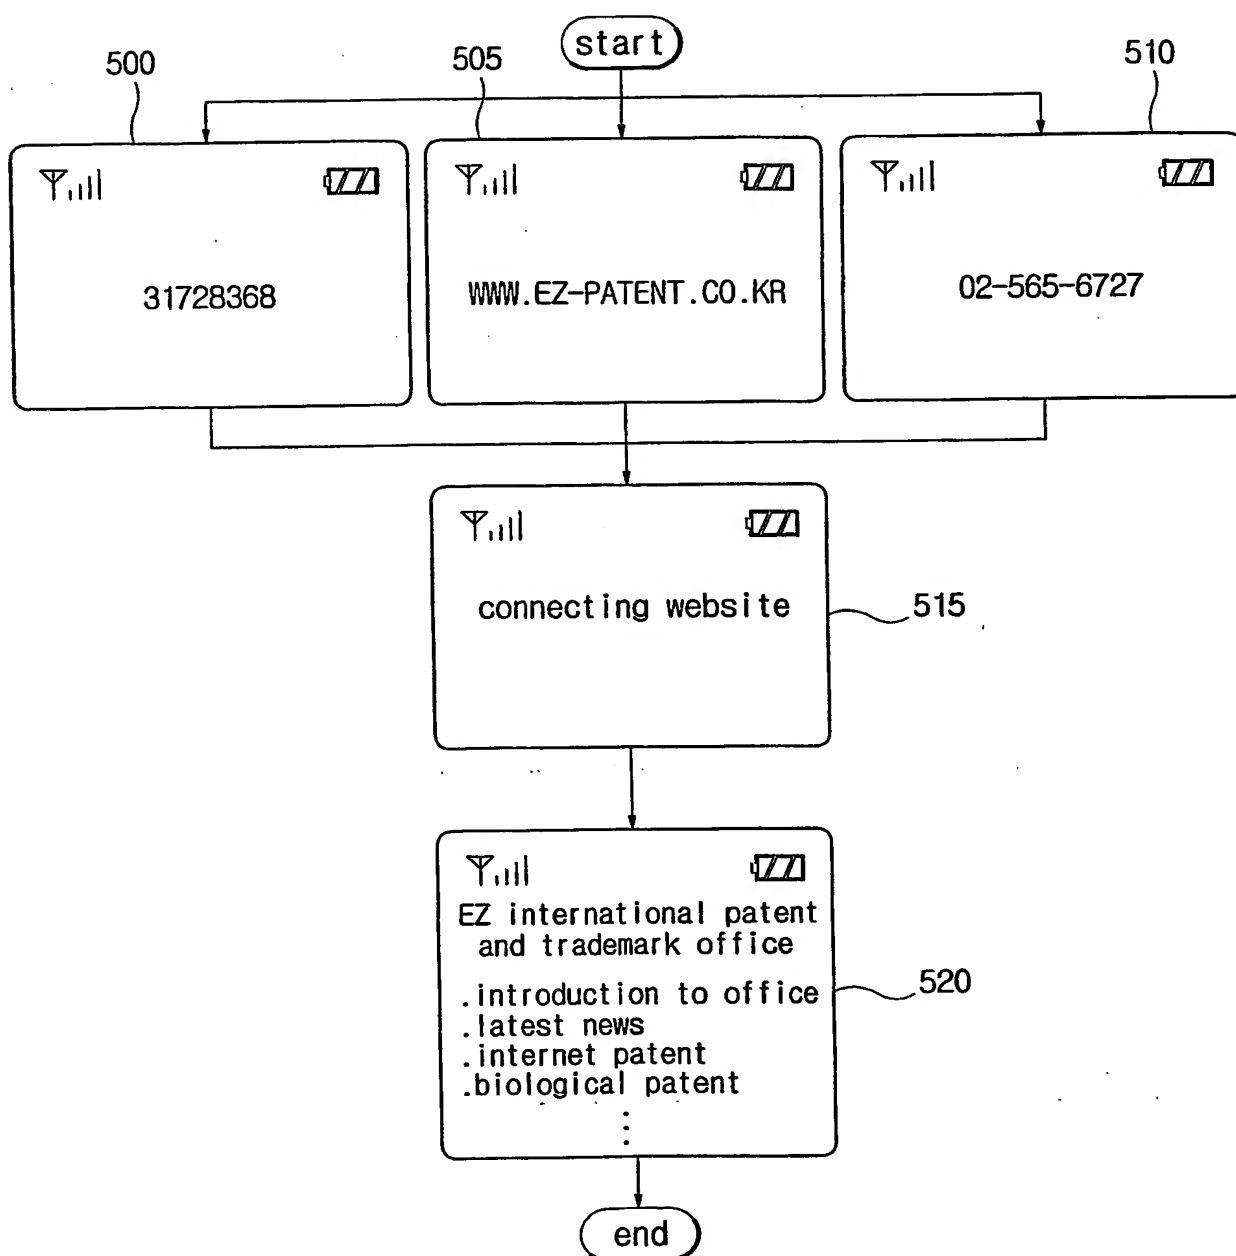 start
500
505
510
31728368
WWW.EZ-PATENT.CO.KR
02-565-6727
connecting website
515
EZ international patent
and trademark office
.introduction to office
.latest news
.internet patent
.biological patent
520
end